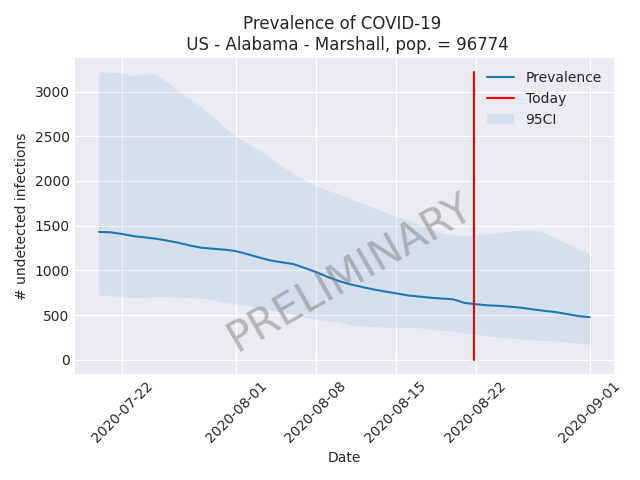 Prevalence of COVID-19
US - Alabama - Marshall, pop. = 96774
Prevalence
Today
95CI
3000
2500
2000
1500
1000
500
0
# undetected infections
PRELIMINARY
2020-07-22
2020-08-01
2020-08-08
2020-08-15
2020-08-22
2020-09-01
Date